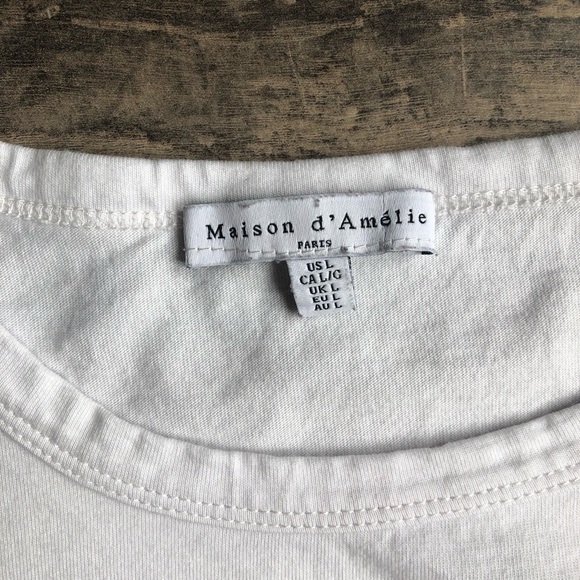 Maison d'Amélie
PARIS
US L
CA L/G
UK L
EU L
AU L